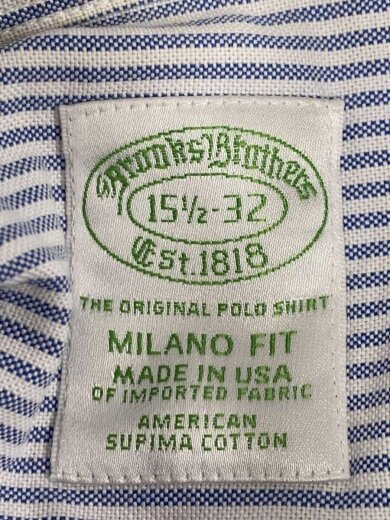 Brooks Brothers
15½-32
Est. 1818
THE ORIGINAL POLO SHIRT
MILANO FIT
MADE IN USA
OF IMPORTED FABRIC
AMERICAN
SUPIMA COTTON